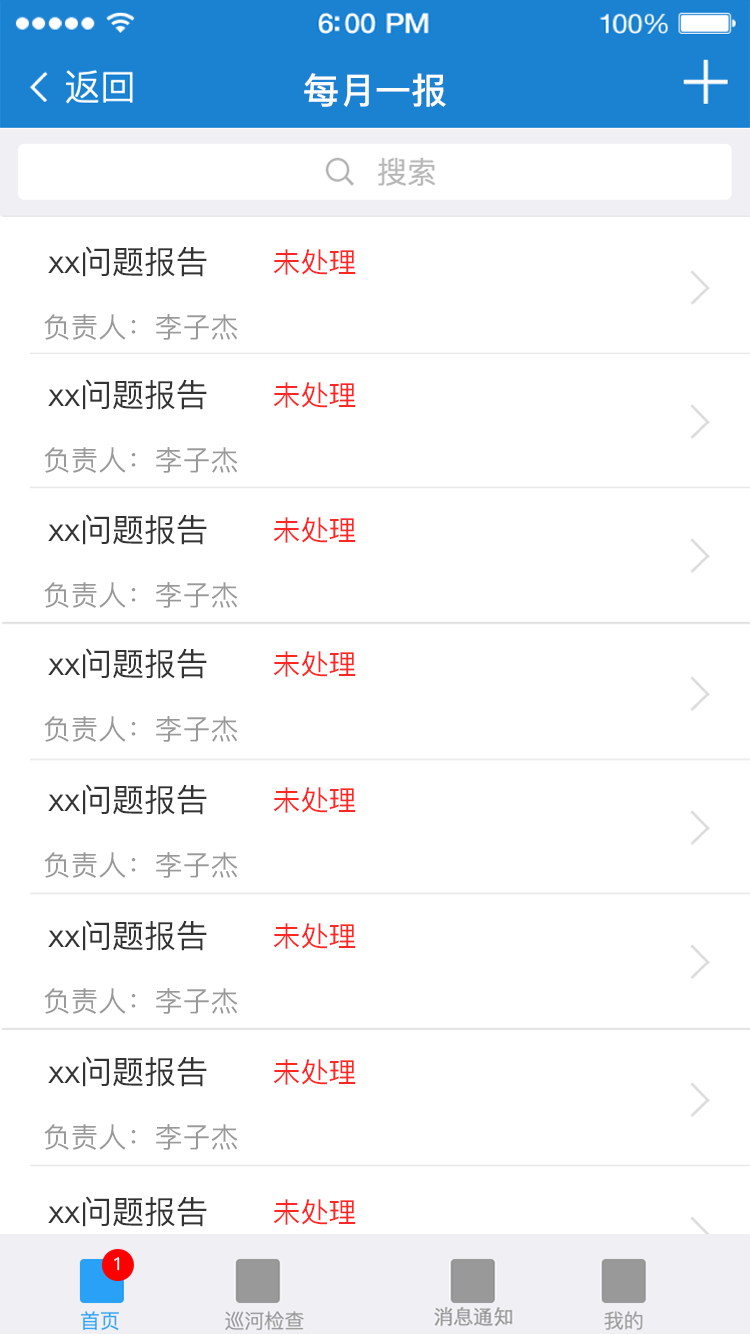 6:00 PM 100%
返回 每月一报
搜索
xx问题报告 未处理
负责人：李子杰
xx问题报告 未处理
负责人：李子杰
xx问题报告 未处理
负责人：李子杰
xx问题报告 未处理
负责人：李子杰
xx问题报告 未处理
负责人：李子杰
xx问题报告 未处理
负责人：李子杰
xx问题报告 未处理
负责人：李子杰
xx问题报告 未处理
1
首页 巡河检查 消息通知 我的